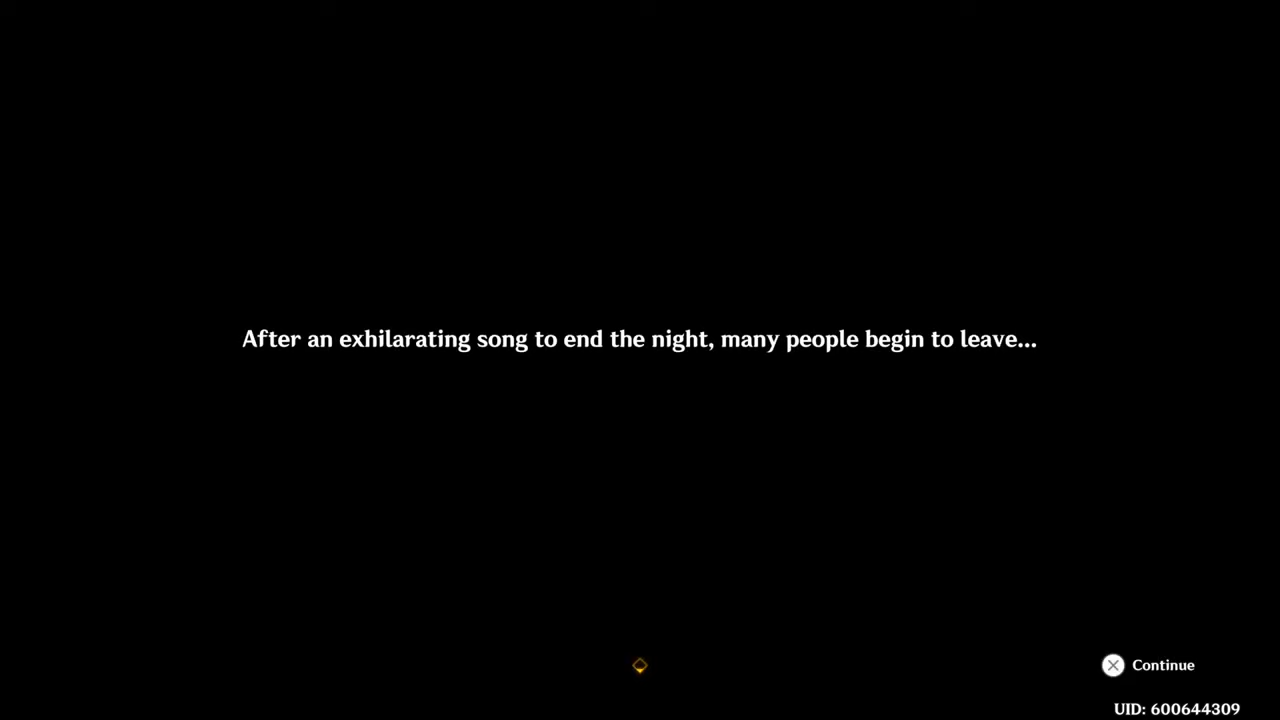 After an exhilarating song to end the night, many people begin to leave...
Continue
UID: 600644309